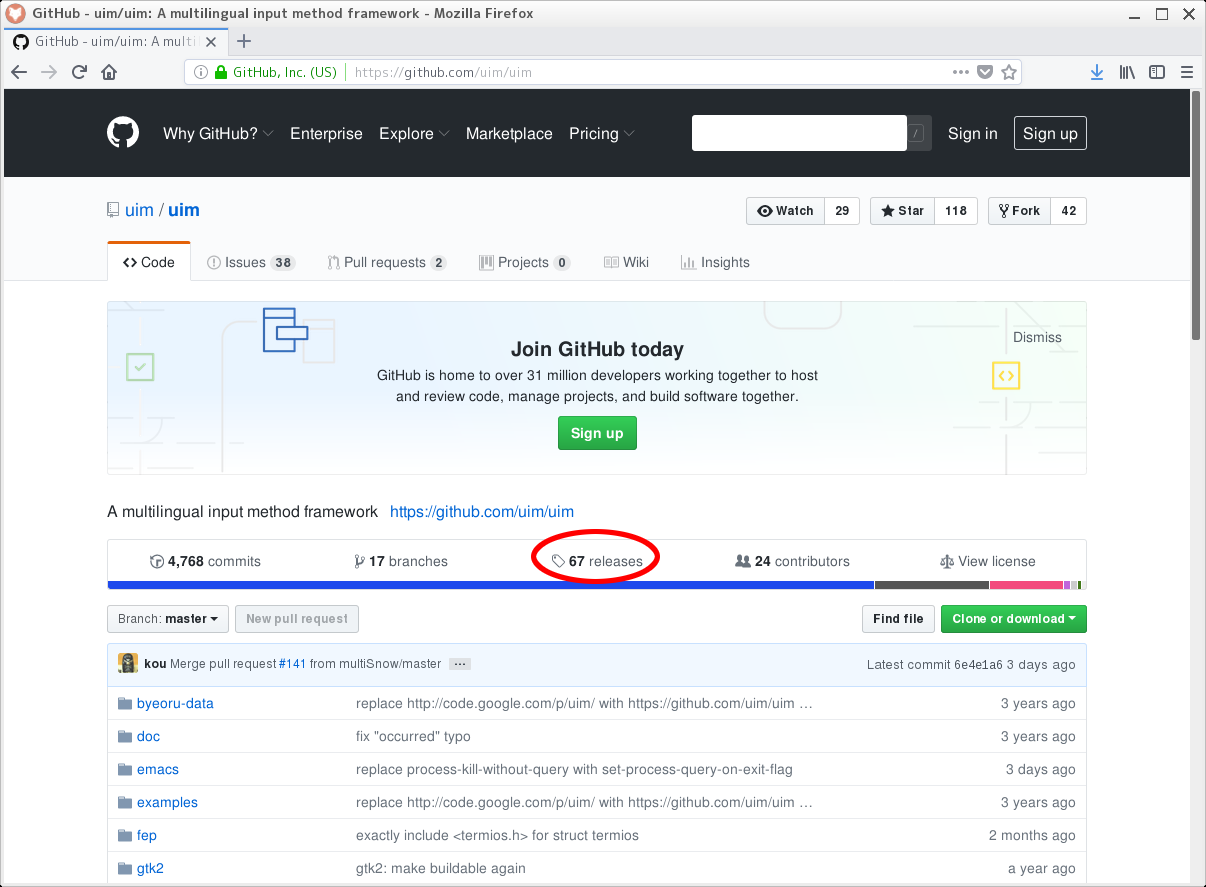 GitHub - uim/uim: A multilingual input method framework - Mozilla Firefox
GitHub - uim/uim: A multil
GitHub, Inc. (US) https://github.com/uim/uim
Why GitHub? Enterprise Explore Marketplace Pricing / Sign in Sign up
uim / uim Watch 29 Star 118 Fork 42
Code Issues 38 Pull requests 2 Projects 0 Wiki Insights
Dismiss
Join GitHub today
GitHub is home to over 31 million developers working together to host
and review code, manage projects, and build software together.
Sign up
A multilingual input method framework https://github.com/uim/uim
4,768 commits 17 branches 67 releases 24 contributors View license
Branch: master New pull request Find file Clone or download
kou Merge pull request #141 from multiSnow/master … Latest commit 6e4e1a6 3 days ago
byeoru-data replace http://code.google.com/p/uim/ with https://github.com/uim/uim … 3 years ago
doc fix "occurred" typo 3 years ago
emacs replace process-kill-without-query with set-process-query-on-exit-flag 3 days ago
examples replace http://code.google.com/p/uim/ with https://github.com/uim/uim … 3 years ago
fep exactly include <termios.h> for struct termios 2 months ago
gtk2 gtk2: make buildable again a year ago